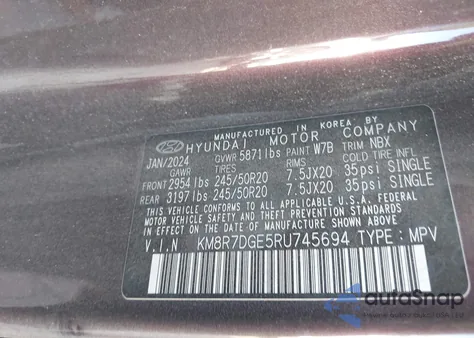 MANUFACTURED IN KOREA BY
HYUNDAI MOTOR COMPANY
JAN/2024 GVWR 5871lbs PAINT W7B TRIM NBX
GAWR TIRES RIMS COLD TIRE INFL
FRONT 2954 lbs 245/50R20 7.5JX20 35psi SINGLE
REAR 3197 lbs 245/50R20 7.5JX20 35psi SINGLE
THIS VEHICLE CONFORMS TO ALL APPLICABLE
U.S.A. FEDERAL MOTOR VEHICLE SAFETY STANDARDS
IN EFFECT ON THE DATE OF MANUFACTURE SHOWN ABOVE.
V.I.N KM8R7DGE5RU745694 TYPE : MPV
autoSnap